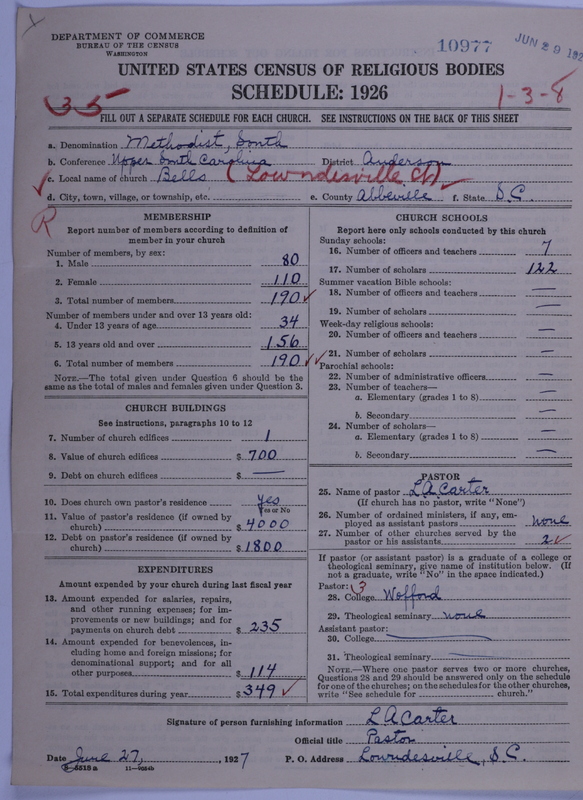 DEPARTMENT OF COMMERCE
BUREAU OF THE CENSUS
WASHINGTON
10977
JUN 29 192
UNITED STATES CENSUS OF RELIGIOUS BODIES
SCHEDULE: 1926
35
1-3-8
FILL OUT A SEPARATE SCHEDULE FOR EACH CHURCH. SEE INSTRUCTIONS ON THE BACK OF THIS SHEET
a. Denomination Methodist, South
b. Conference Upper South Carolina District Anderson
c. Local name of church Bells (Lowndesville Ct)
d. City, town, village, or township, etc. e. County Abbeville f. State S.C.
R
MEMBERSHIP
Report number of members according to definition of
member in your church
Number of members, by sex:
1. Male 80
2. Female 110
3. Total number of members 190
Number of members under and over 13 years old:
4. Under 13 years of age 34
5. 13 years old and over 156
6. Total number of members 190
NOTE.—The total given under Question 6 should be
same as the total of males and females given under Question 3.
CHURCH BUILDINGS
See instructions, paragraphs 10 to 12
7. Number of church edifices 1
8. Value of church edifices $ 700
9. Debt on church edifices $ —
10. Does church own pastor's residence yes
Yes or No
11. Value of pastor's residence (if owned by
church) $ 4000
12. Debt on pastor's residence (if owned by
church) $ 1800
EXPENDITURES
Amount expended by your church during last fiscal year
13. Amount expended for salaries, repairs,
and other running expenses; for im-
provements or new buildings; and for
payments on church debt $ 235
14. Amount expended for benevolences, in-
cluding home and foreign missions; for
denominational support; and for all
other purposes $ 114
15. Total expenditures during year $ 349
CHURCH SCHOOLS
Report here only schools conducted by this church
Sunday schools:
16. Number of officers and teachers 7
17. Number of scholars 122
Summer vacation Bible schools:
18. Number of officers and teachers —
19. Number of scholars —
Week-day religious schools:
20. Number of officers and teachers —
21. Number of scholars —
Parochial schools:
22. Number of administrative officers —
23. Number of teachers—
a. Elementary (grades 1 to 8) —
b. Secondary —
24. Number of scholars—
a. Elementary (grades 1 to 8) —
b. Secondary —
PASTOR
25. Name of pastor L.A. Carter
(If church has no pastor, write "None")
26. Number of ordained ministers, if any, em-
ployed as assistant pastors none
27. Number of other churches served by the
pastor or his assistants 2
If pastor (or assistant pastor) is a graduate of a college or
theological seminary, give name of institution below. (If
not a graduate, write "No" in the space indicated.)
Pastor: 3
28. College Wofford
29. Theological seminary none
Assistant pastor:
30. College
31. Theological seminary
NOTE.—Where one pastor serves two or more churches,
Questions 28 and 29 should be answered only on the schedule
for one of the churches; on the schedules for the other churches,
write "See schedule for church."
Signature of person furnishing information L A Carter
Official title Pastor
Date June 27, , 1927 P. O. Address Lowndesville, S.C.
8-5518a 11-9554b